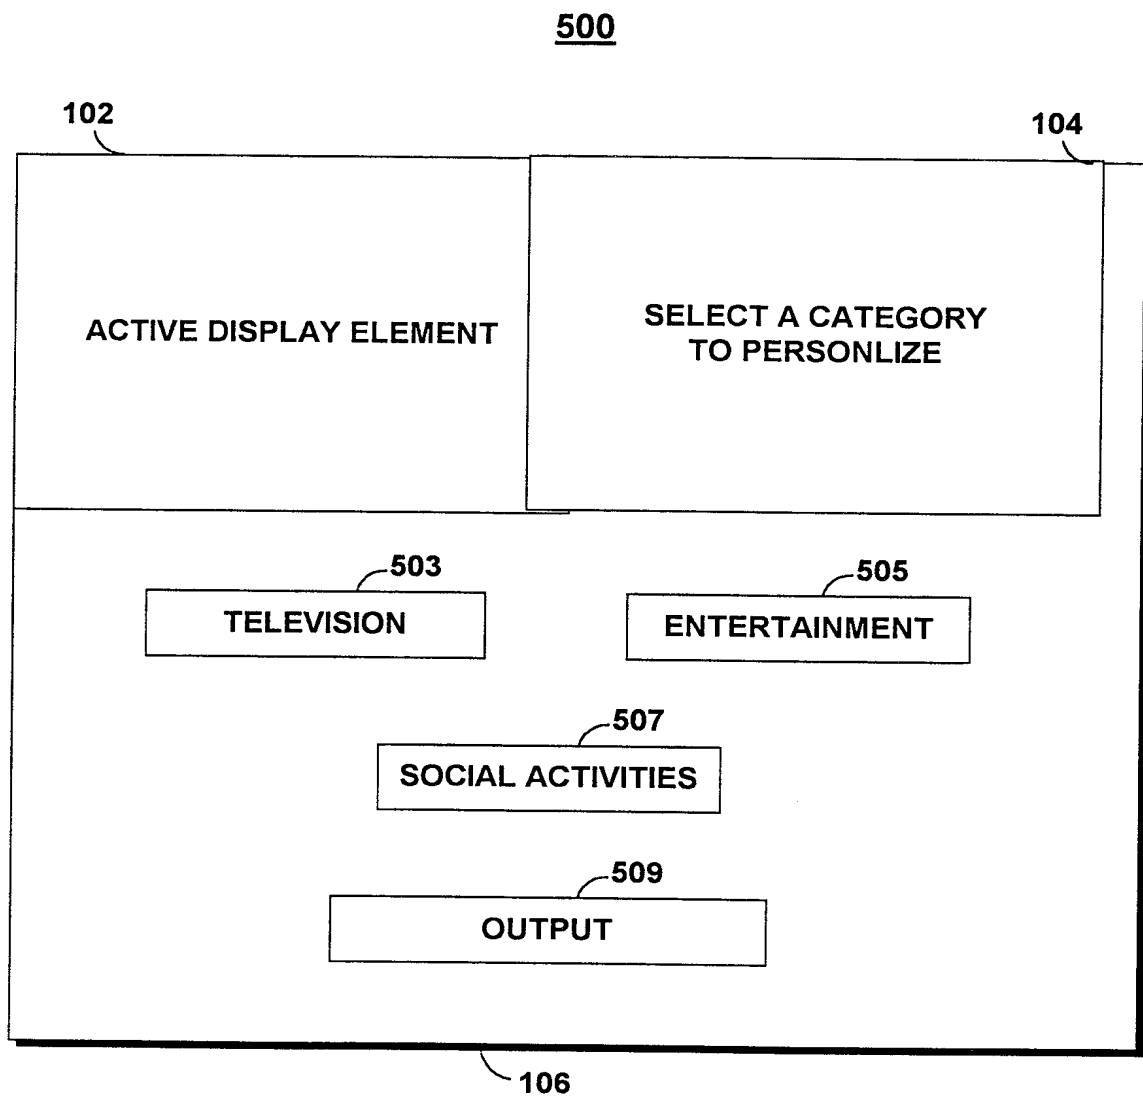 500
102
104
ACTIVE DISPLAY ELEMENT
SELECT A CATEGORY
TO PERSONLIZE
503
505
TELEVISION
ENTERTAINMENT
507
SOCIAL ACTIVITIES
509
OUTPUT
106